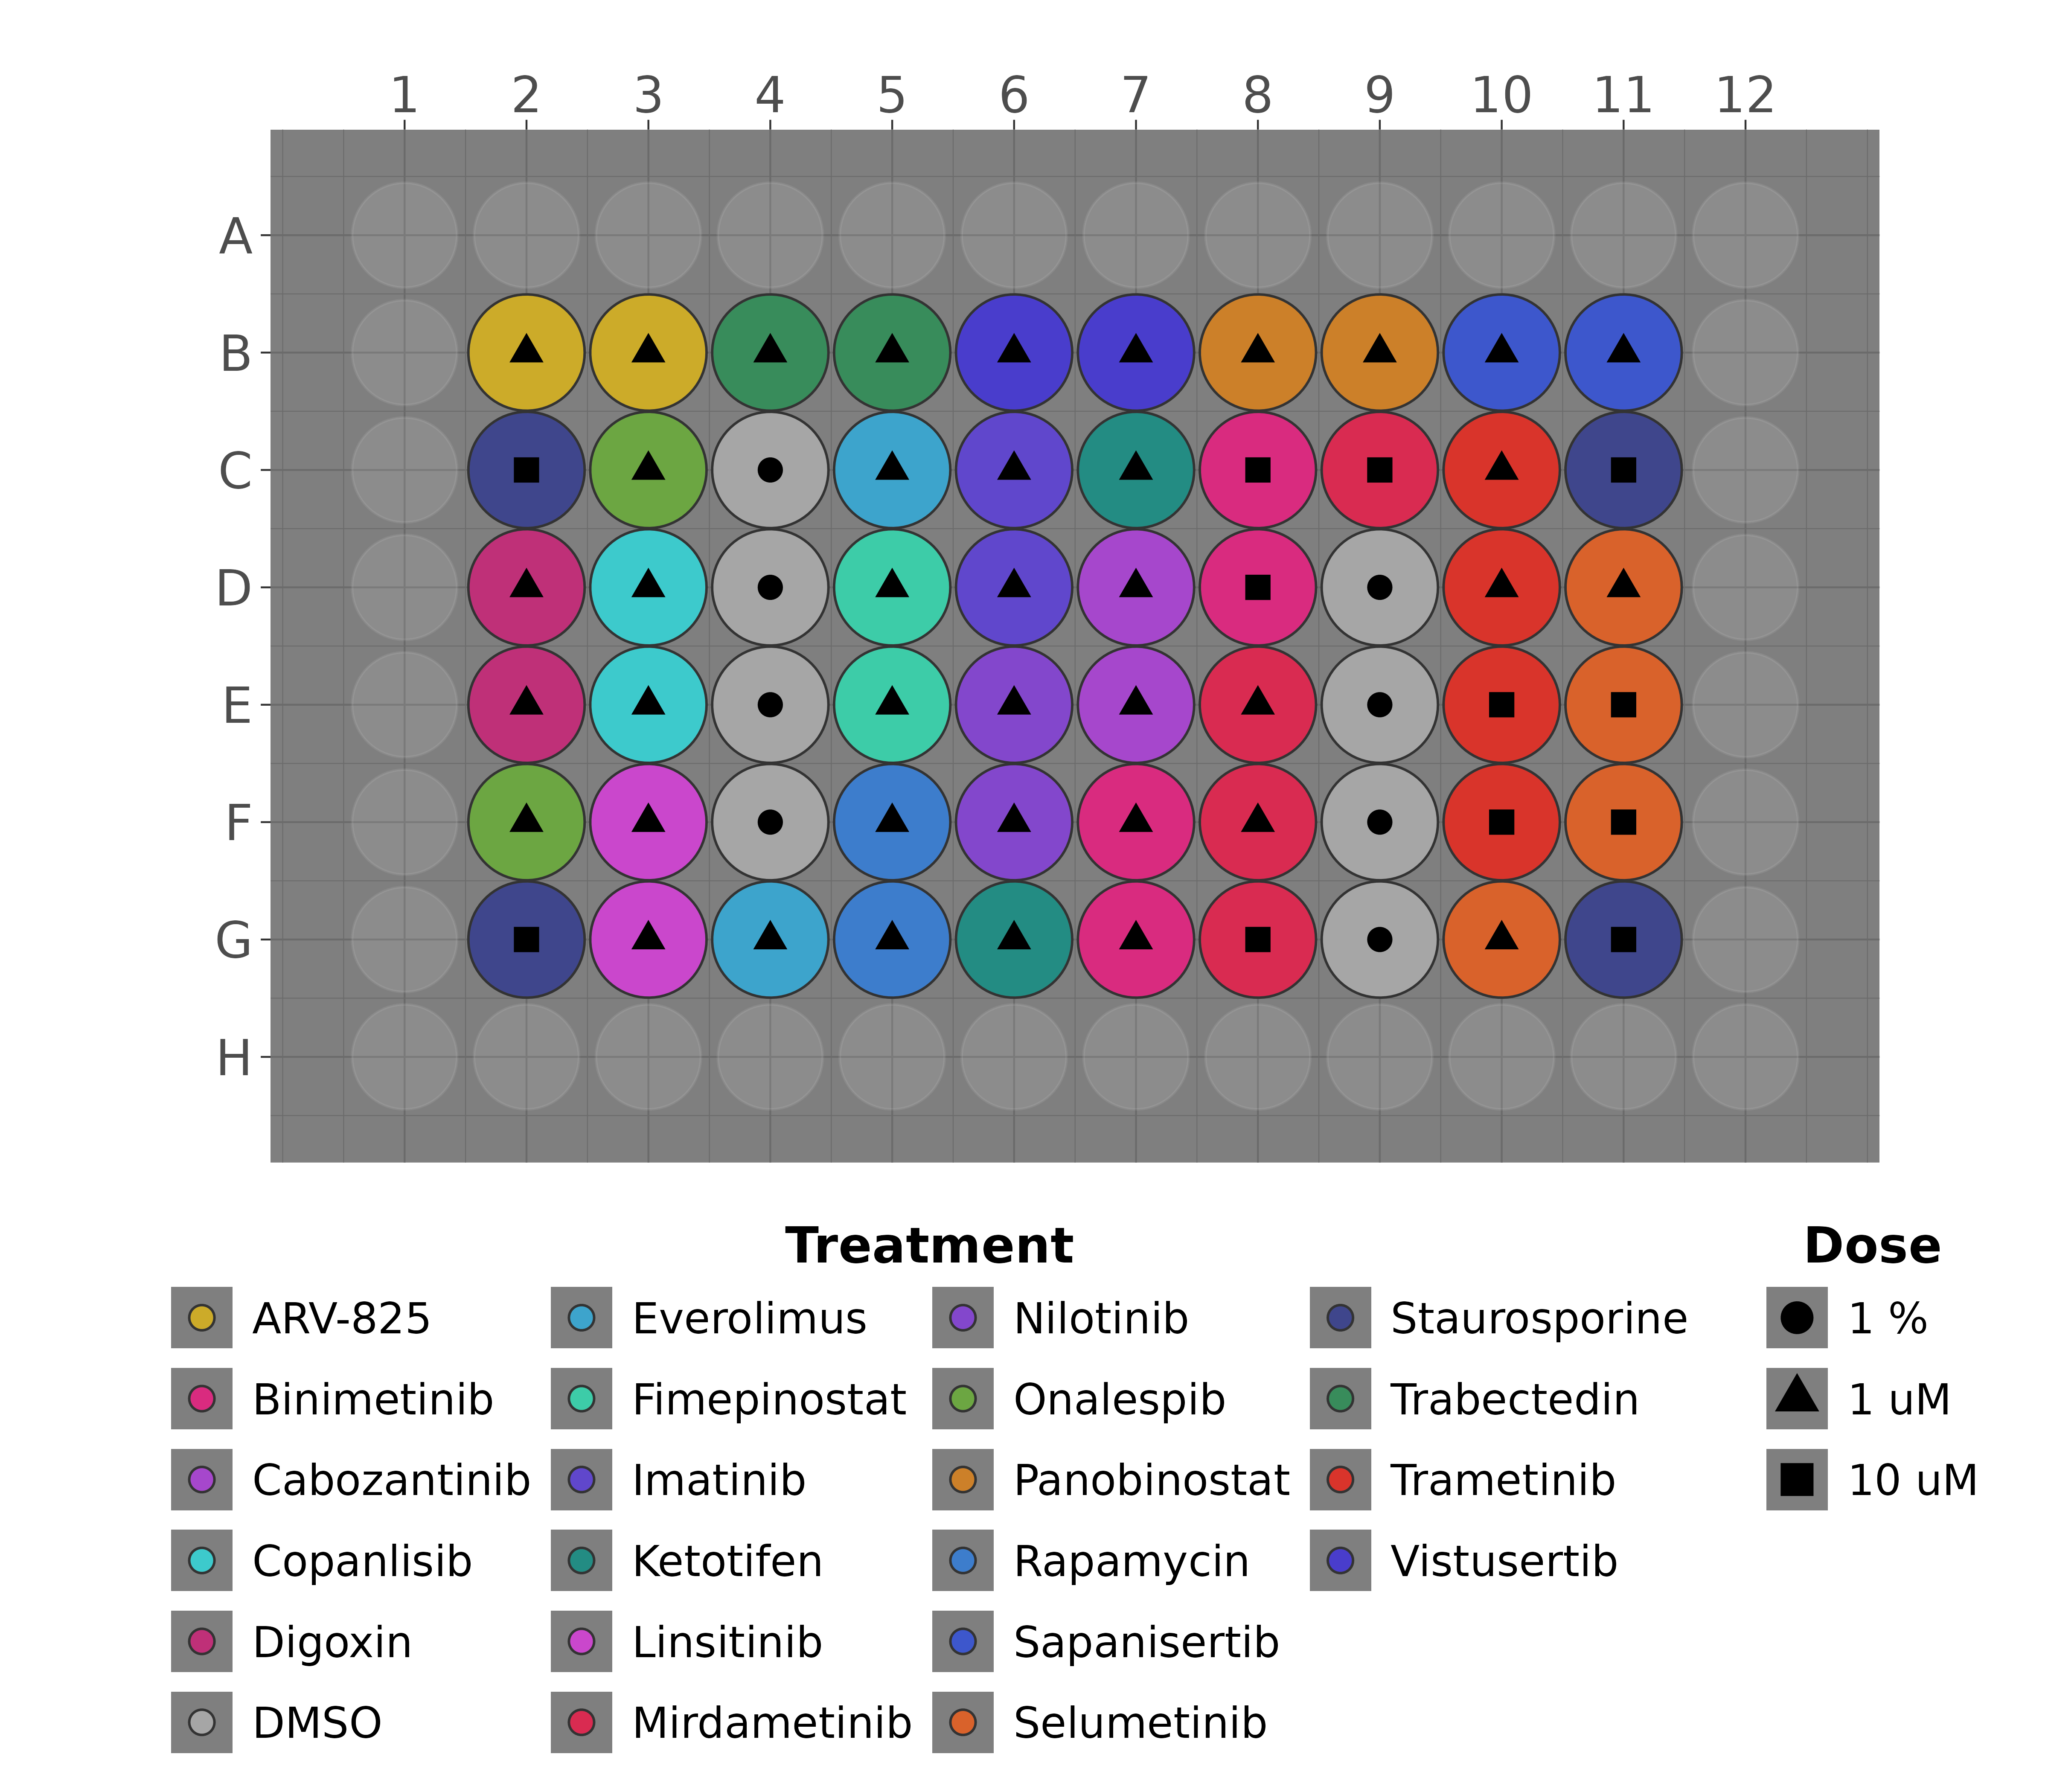 1 2 3 4 5 6 7 8 9 10 11 12
A
B
C
D
E
F
G
H
Treatment
ARV-825
Binimetinib
Cabozantinib
Copanlisib
Digoxin
DMSO
Everolimus
Fimepinostat
Imatinib
Ketotifen
Linsitinib
Mirdametinib
Nilotinib
Onalespib
Panobinostat
Rapamycin
Sapanisertib
Selumetinib
Staurosporine
Trabectedin
Trametinib
Vistusertib
Dose
1 %
1 uM
10 uM